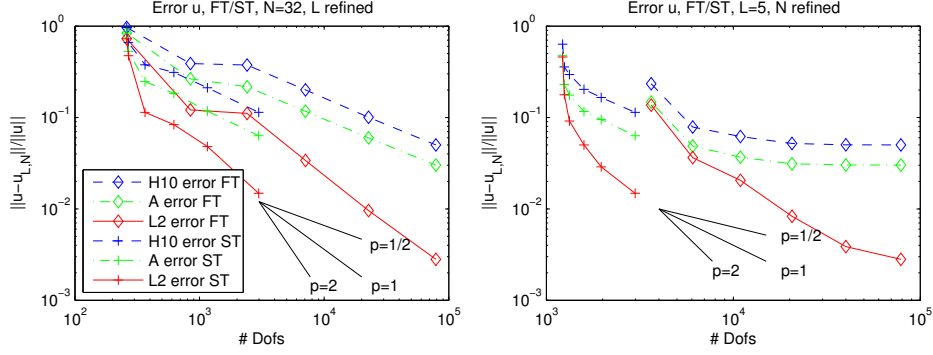 Error u, FT/ST, N=32, L refined
||u−u_{L,N}||/||u||
10^0
10^{−1}
10^{−2}
10^{−3}
H10 error FT
A error FT
L2 error FT
H10 error ST
A error ST
L2 error ST
p=1/2
p=2
p=1
10^2
10^3
10^4
10^5
# Dofs
Error u, FT/ST, L=5, N refined
||u−u_{L,N}||/||u||
10^0
10^{−1}
10^{−2}
10^{−3}
p=1/2
p=2
p=1
10^3
10^4
10^5
# Dofs